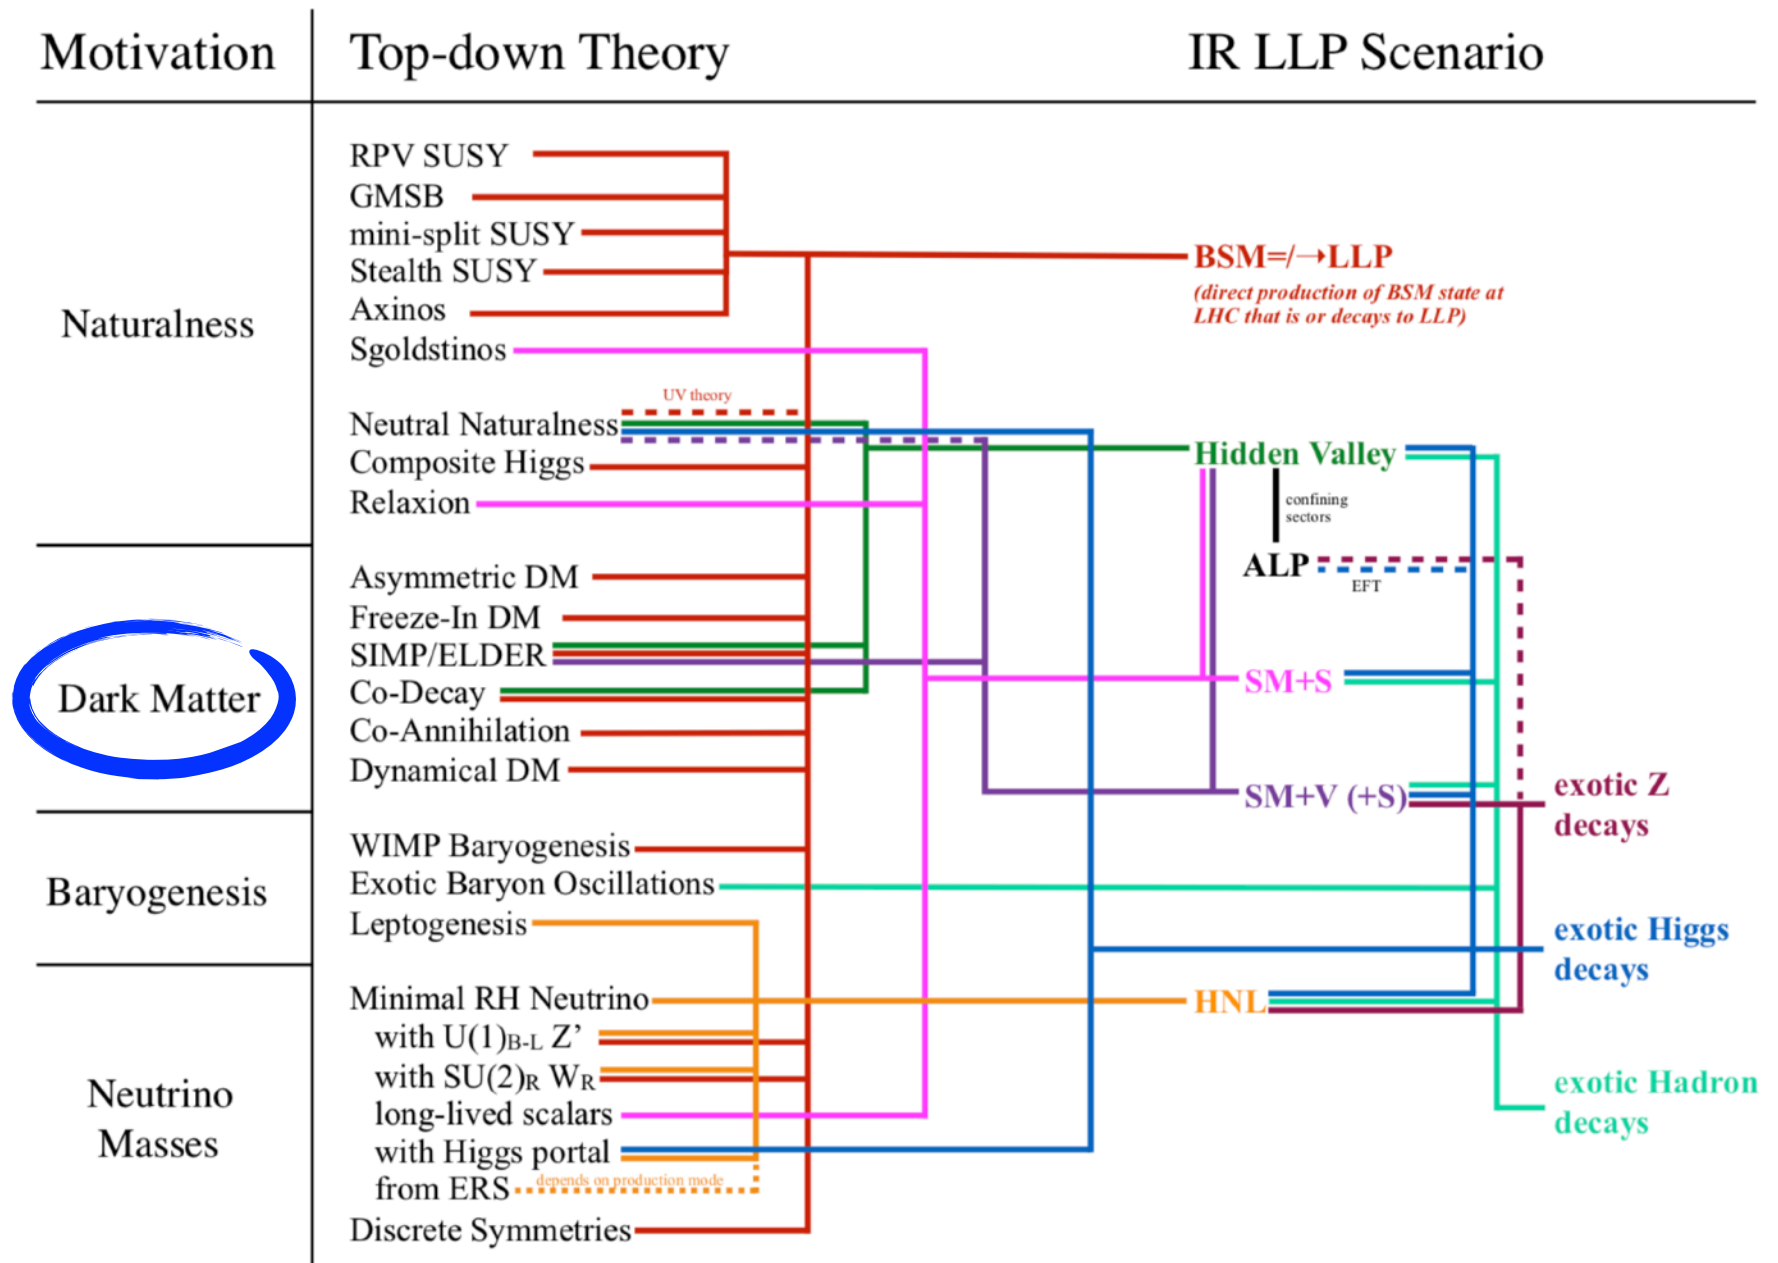 Motivation
Top-down Theory
IR LLP Scenario
Naturalness
RPV SUSY
GMSB
mini-split SUSY
Stealth SUSY
Axinos
Sgoldstinos
UV theory
Neutral Naturalness
Composite Higgs
Relaxion
BSM=/→LLP
(direct production of BSM state at
LHC that is or decays to LLP)
Hidden Valley
confining
sectors
ALP
EFT
Dark Matter
Asymmetric DM
Freeze-In DM
SIMP/ELDER
Co-Decay
Co-Annihilation
Dynamical DM
SM+S
SM+V (+S)
exotic Z
decays
Baryogenesis
WIMP Baryogenesis
Exotic Baryon Oscillations
Leptogenesis
exotic Higgs
decays
Neutrino
Masses
Minimal RH Neutrino
with U(1)B-L Z’
with SU(2)R WR
long-lived scalars
with Higgs portal
from ERS
depends on production mode
Discrete Symmetries
HNL
exotic Hadron
decays